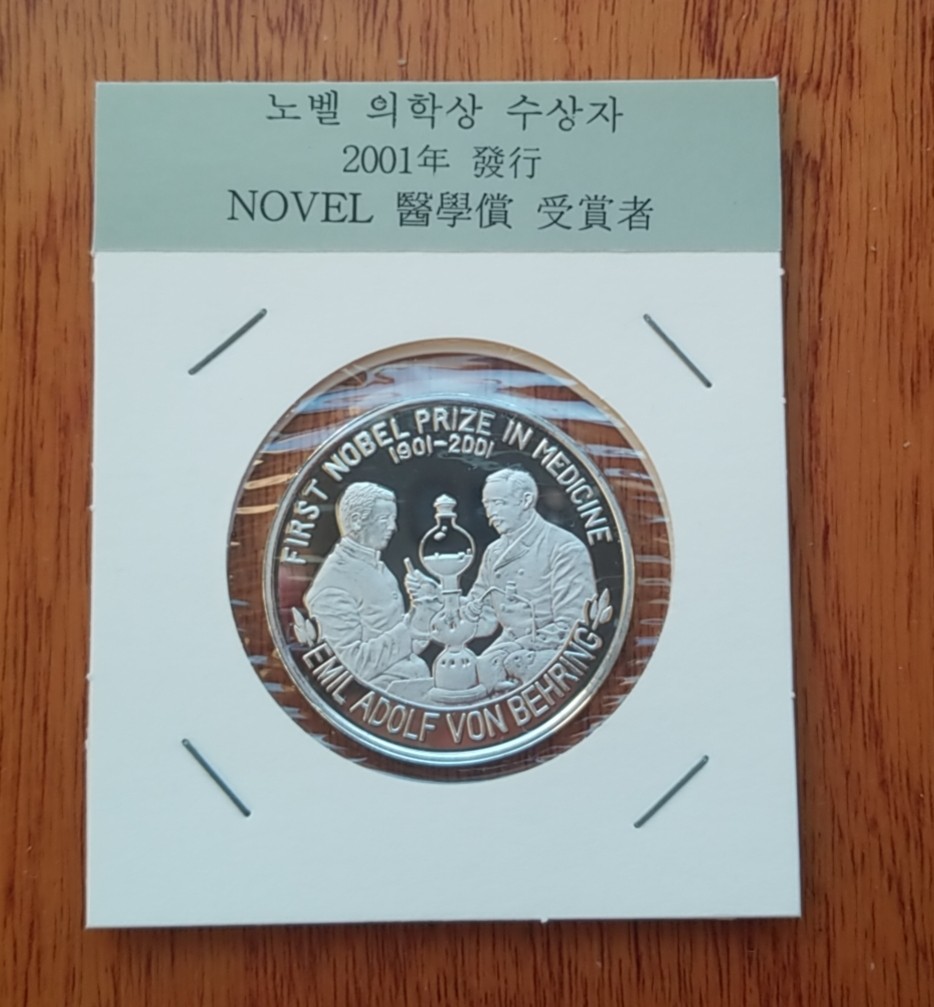 노벨 의학상 수상자
2001年 發行
NOVEL 醫學償 受賞者
FIRST NOBEL PRIZE IN MEDICINE
1901-2001
EMIL ADOLF VON BEHRING